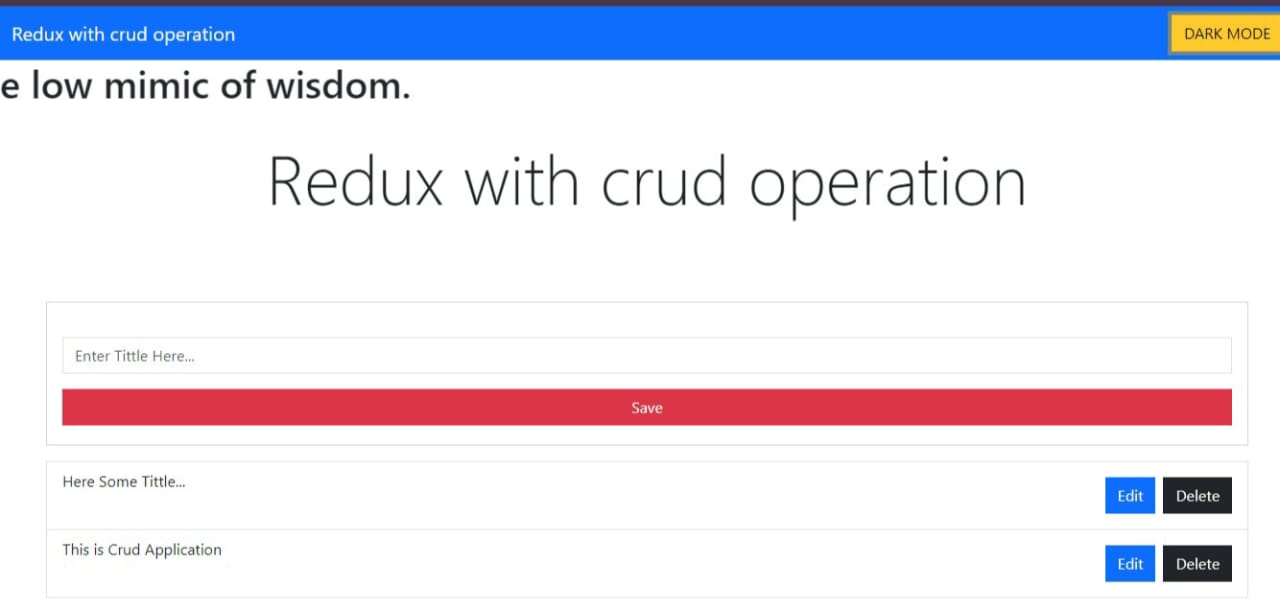 Redux with crud operation
DARK MODE
e low mimic of wisdom.
Redux with crud operation
Enter Tittle Here...
Save
Here Some Tittle...
Edit
Delete
This is Crud Application
Edit
Delete